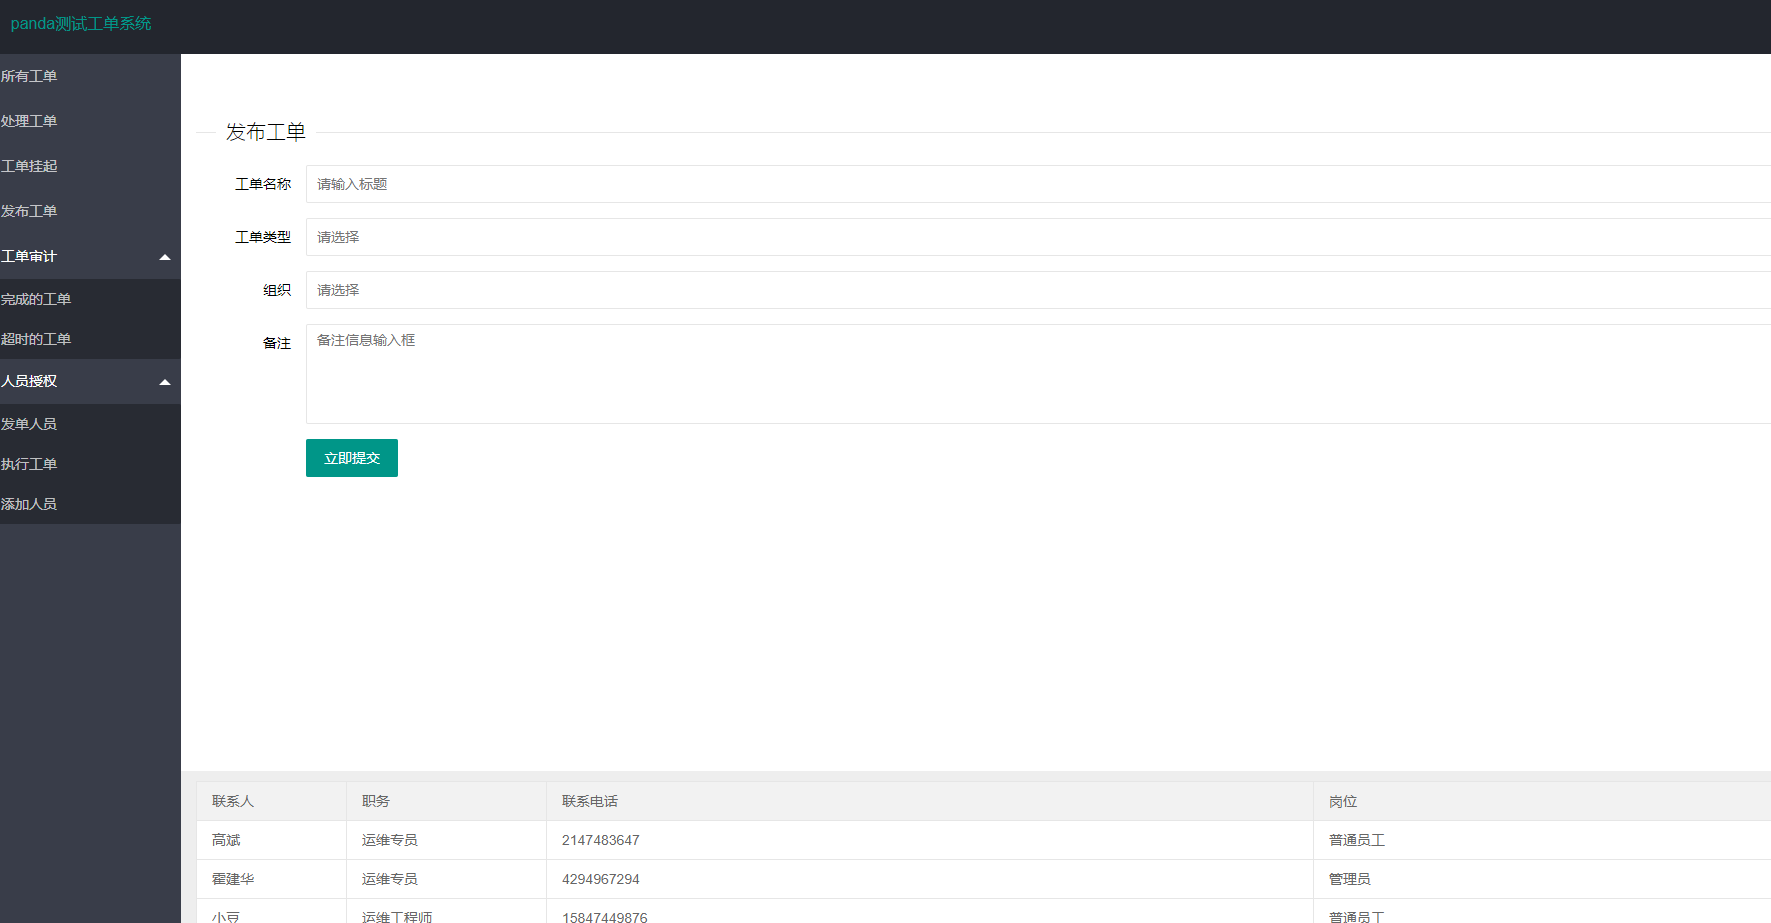 panda测试工单系统
所有工单
处理工单
工单挂起
发布工单
工单审计
完成的工单
超时的工单
人员授权
发单人员
执行工单
添加人员
发布工单
工单名称 请输入标题
工单类型 请选择
组织 请选择
备注 备注信息输入框
立即提交
联系人 职务 联系电话 岗位
高斌 运维专员 2147483647 普通员工
霍建华 运维专员 4294967294 管理员
小豆 运维工程师 15847449876 普通员工